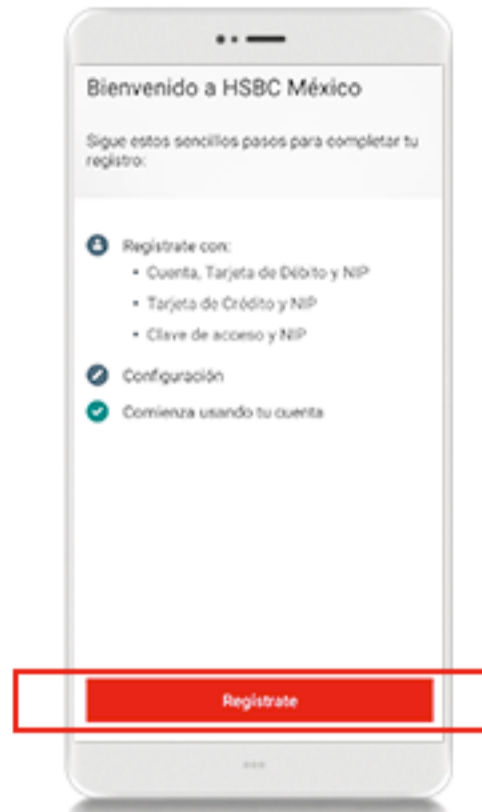 Bienvenido a HSBC México
Sigue estos sencillos pasos para completar tu
registro:
Regístrate con:
• Cuenta, Tarjeta de Débito y NIP
• Tarjeta de Crédito y NIP
• Clave de acceso y NIP
Configuración
Comienza usando tu cuenta
Regístrate